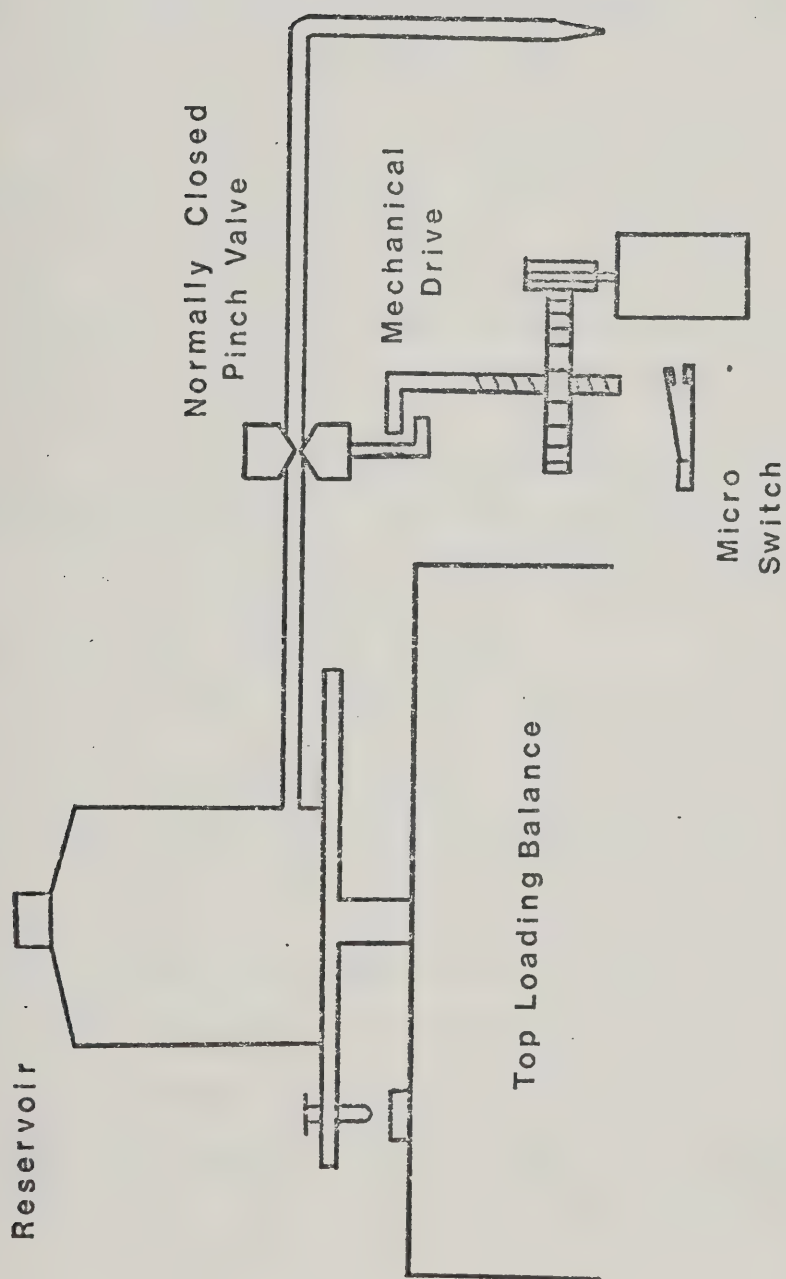 Reservoir
Normally Closed
Pinch Valve
Mechanical
Drive
Top Loading Balance
Micro
Switch